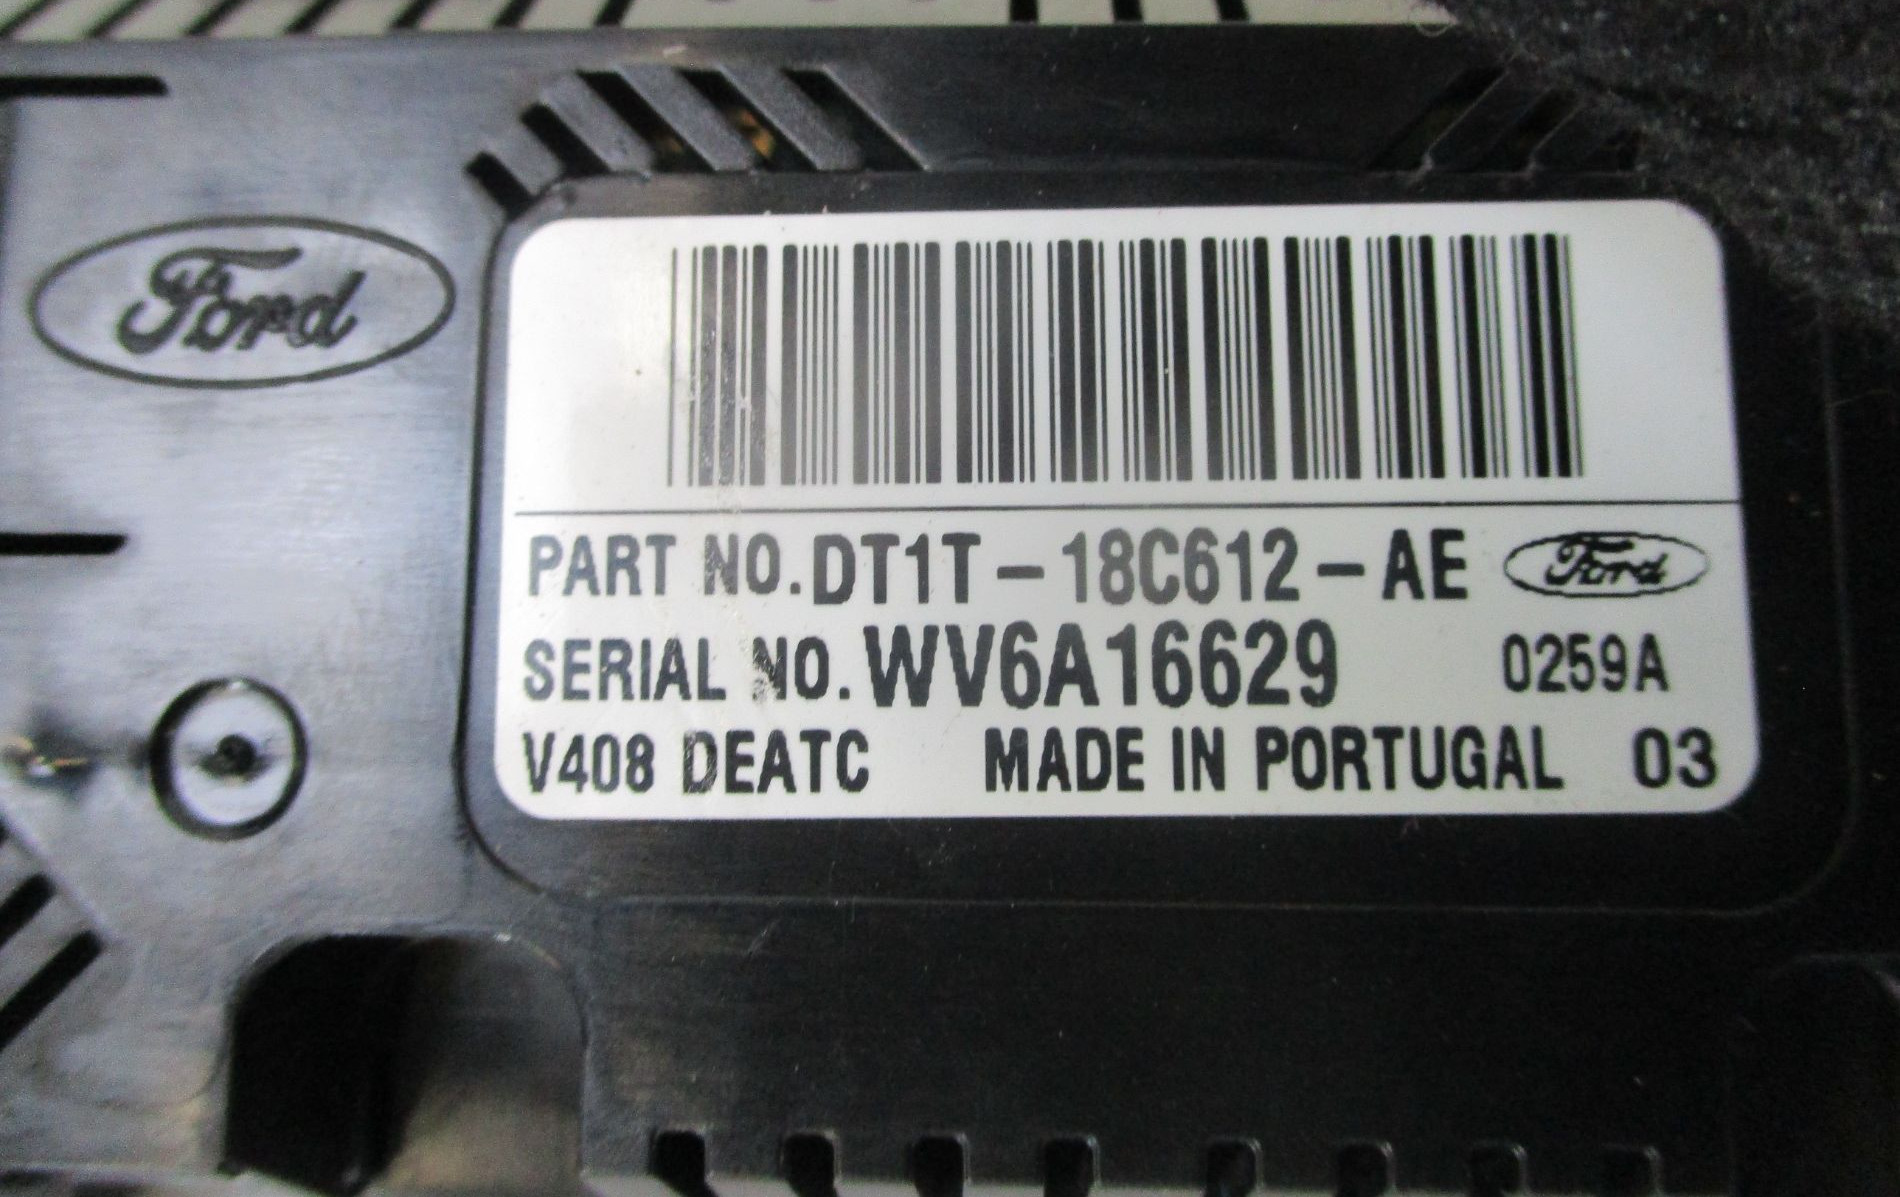 Ford
PART NO. DT1T-18C612-AE Ford
SERIAL NO. WV6A16629 0259A
V408 DEATC MADE IN PORTUGAL 03